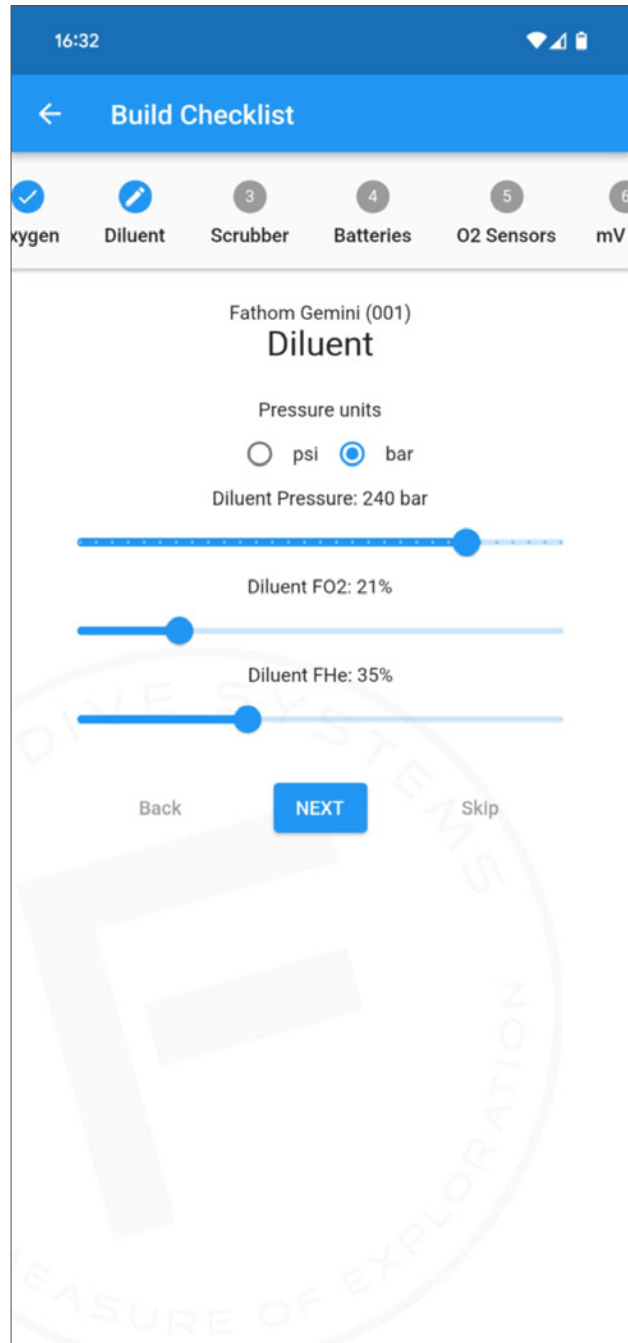 16:32
Build Checklist
3 4 5 6
xygen Diluent Scrubber Batteries O2 Sensors mV
Fathom Gemini (001)
Diluent
Pressure units
psi bar
Diluent Pressure: 240 bar
Diluent FO2: 21%
Diluent FHe: 35%
Back NEXT Skip
DIVE SYSTEMS
F
MEASURE OF EXPLORATION